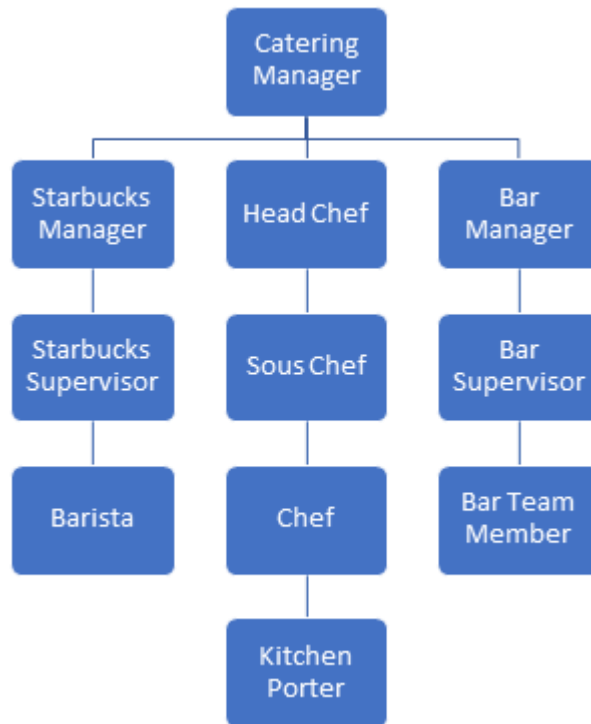 Catering
Manager
Starbucks
Manager
Head Chef
Bar
Manager
Starbucks
Supervisor
Sous Chef
Bar
Supervisor
Barista
Chef
Bar Team
Member
Kitchen
Porter